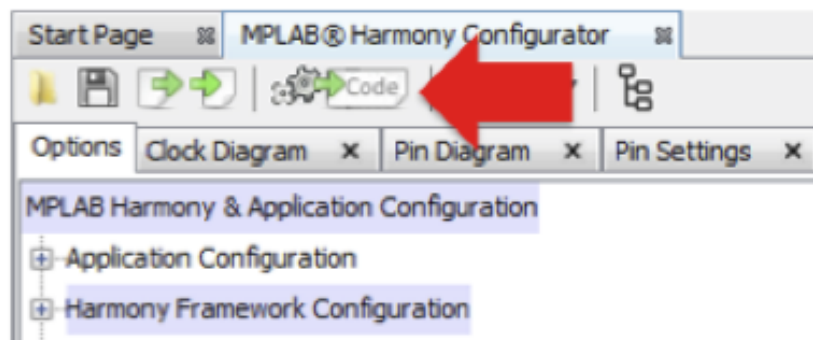 Start Page MPLAB® Harmony Configurator
Code
Options Clock Diagram Pin Diagram Pin Settings
MPLAB Harmony & Application Configuration
Application Configuration
Harmony Framework Configuration